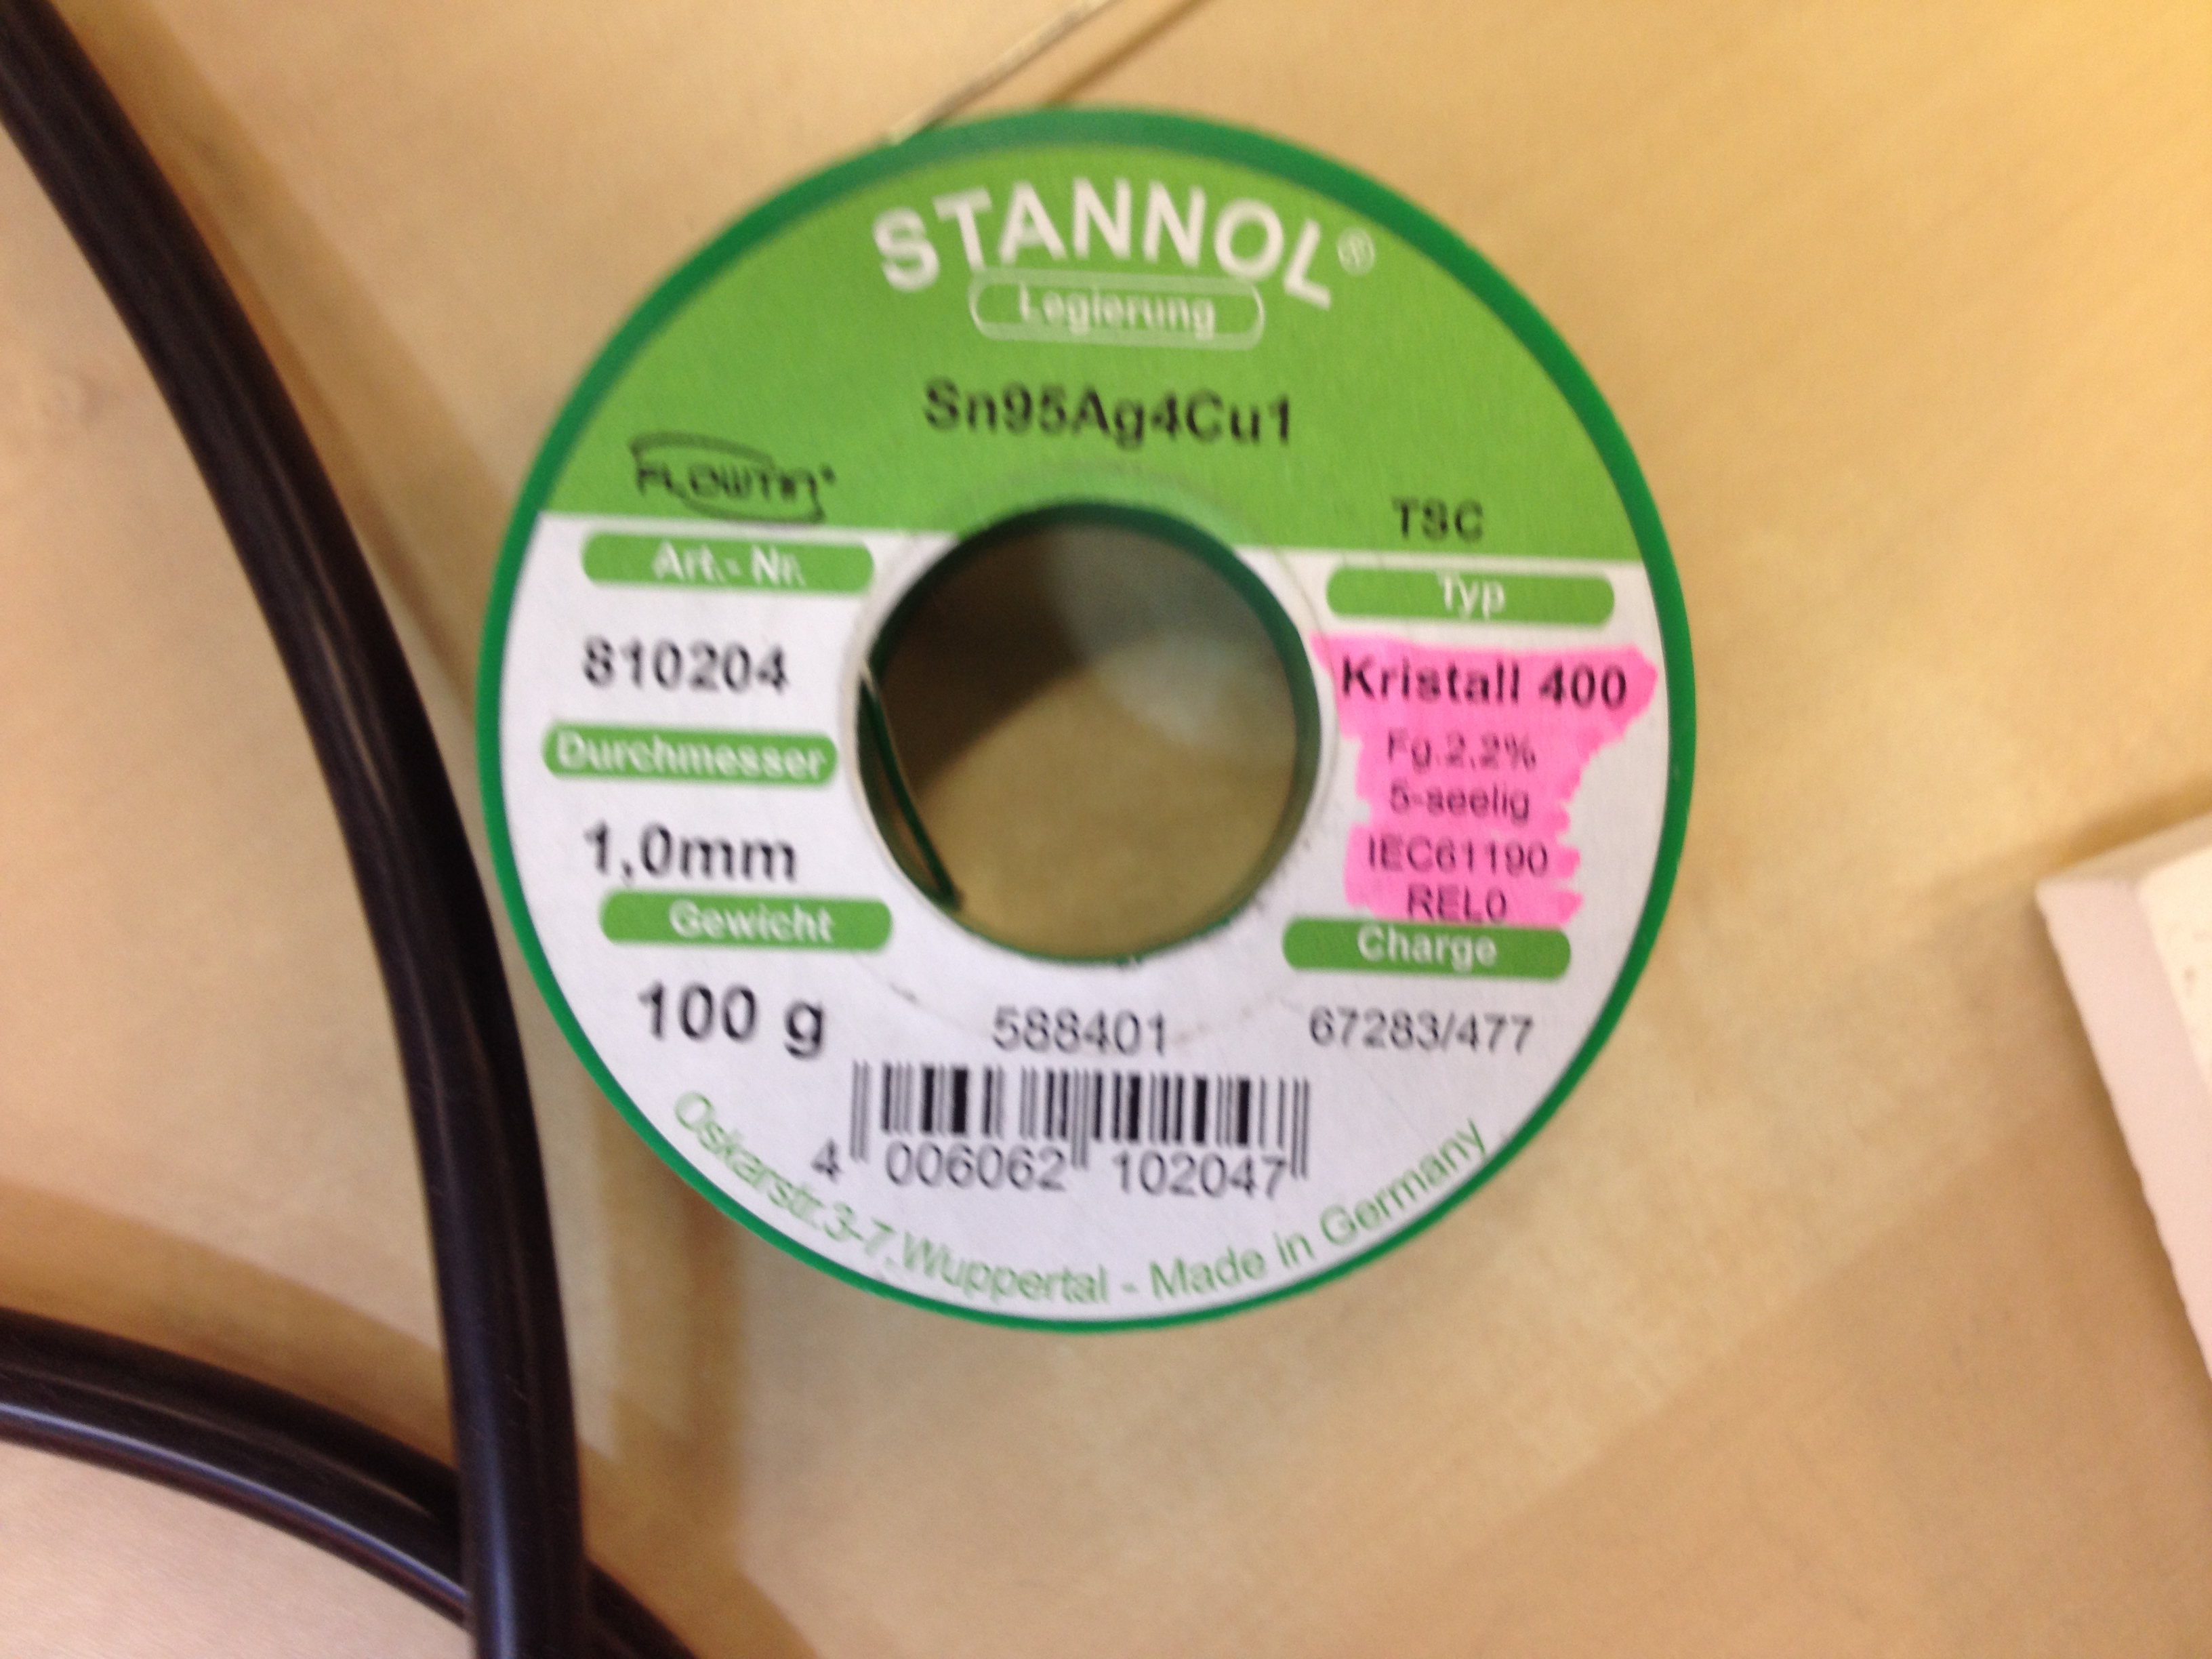 STANNOL®
Legierung
Sn95Ag4Cu1
FLOWTIN®
TSC
Art.- Nr.
810204
Durchmesser
1,0mm
Gewicht
100 g
Typ
Kristall 400
Fg.2,2%
5-seelig
IEC61190
REL0
Charge
67283/477
588401
4 006062 102047
Oskarstr.3-7,Wuppertal - Made in Germany